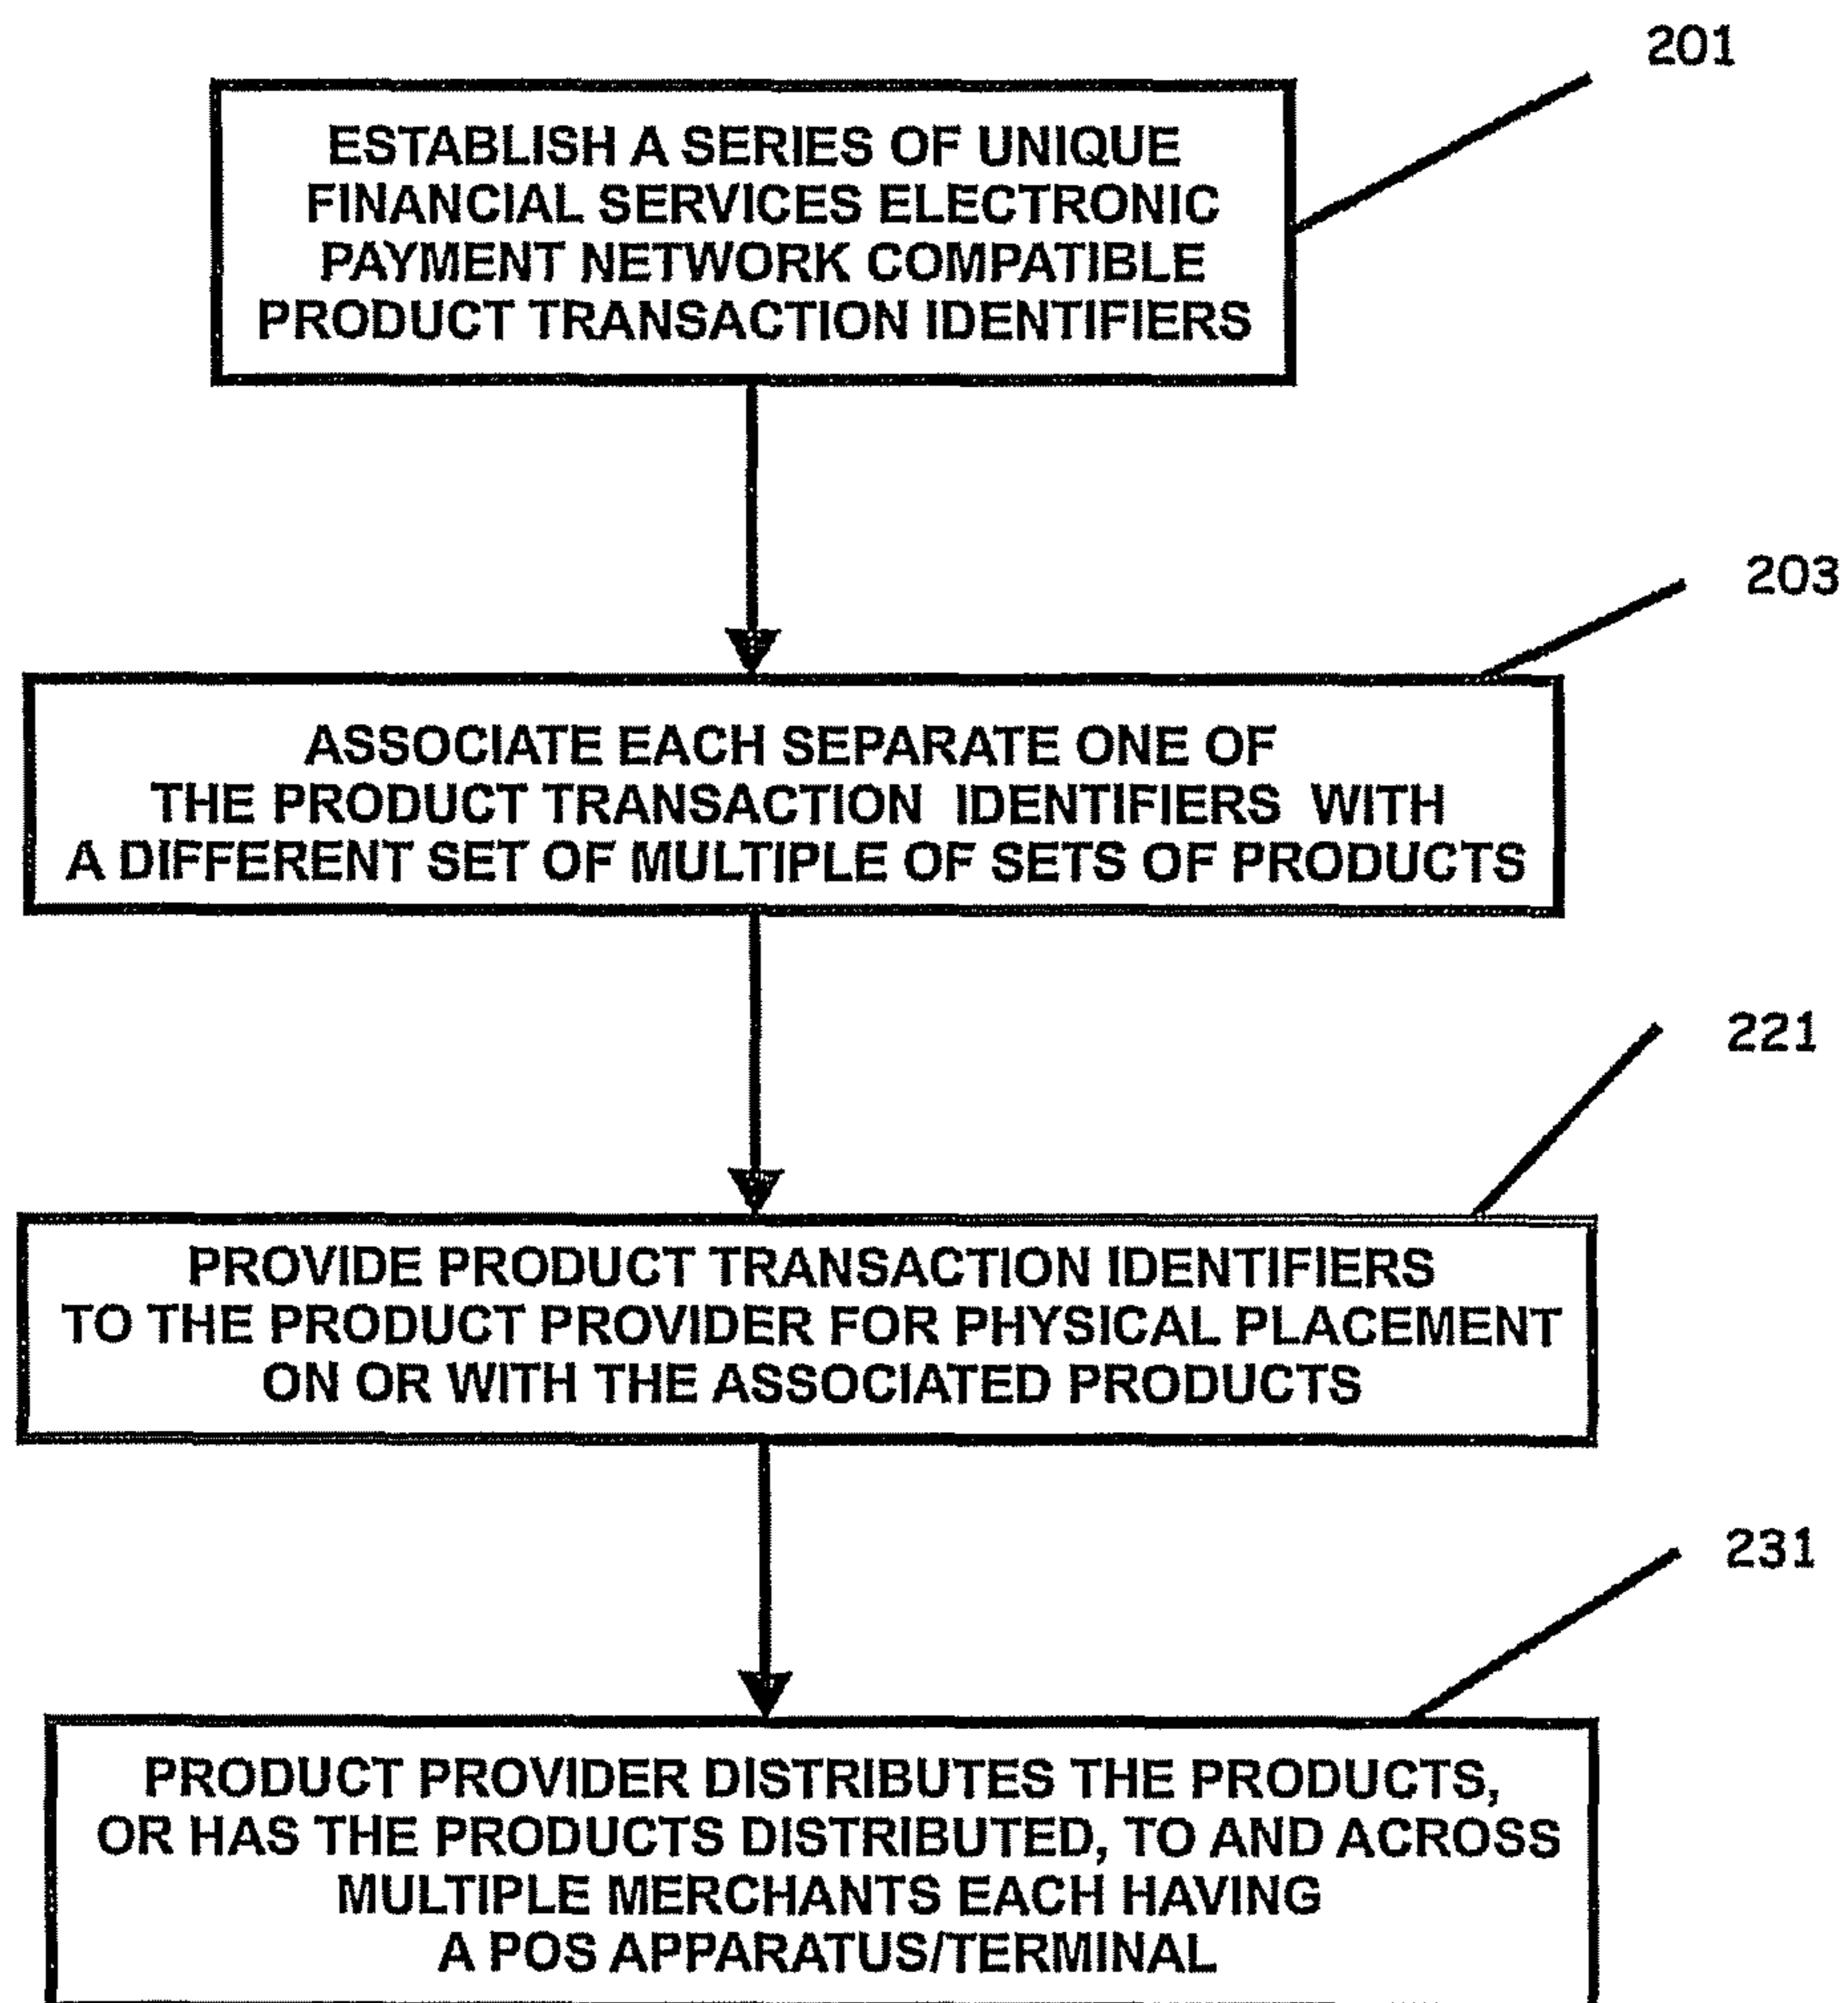 201
ESTABLISH A SERIES OF UNIQUE
FINANCIAL SERVICES ELECTRONIC
PAYMENT NETWORK COMPATIBLE
PRODUCT TRANSACTION IDENTIFIERS
203
ASSOCIATE EACH SEPARATE ONE OF
THE PRODUCT TRANSACTION IDENTIFIERS WITH
A DIFFERENT SET OF MULTIPLE OF SETS OF PRODUCTS
221
PROVIDE PRODUCT TRANSACTION IDENTIFIERS
TO THE PRODUCT PROVIDER FOR PHYSICAL PLACEMENT
ON OR WITH THE ASSOCIATED PRODUCTS
231
PRODUCT PROVIDER DISTRIBUTES THE PRODUCTS,
OR HAS THE PRODUCTS DISTRIBUTED, TO AND ACROSS
MULTIPLE MERCHANTS EACH HAVING
A POS APPARATUS/TERMINAL